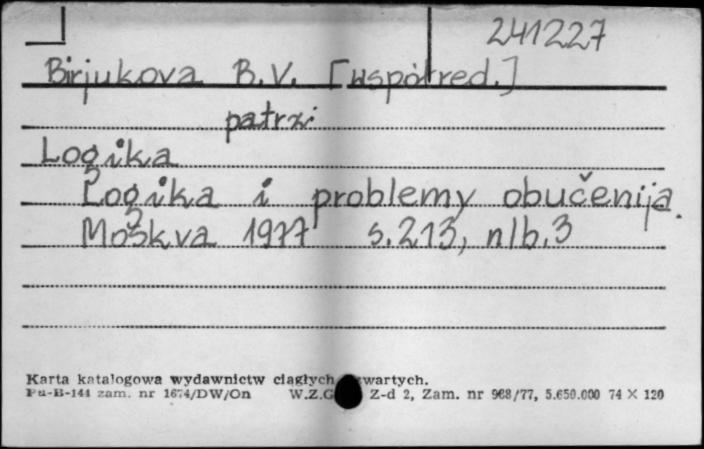 241227
Birjukova B.V. [współred.]
patrz
Logika
Logika i problemy obučenija.
Moskva 1977 s.213, nlb.3
Karta katalogowa wydawnictw ciągłych zwartych.
Pu-B-144 zam. nr 1674/DW/On W.Z.G. Z-d 2, Zam. nr 968/77, 5.650.000 74 × 120